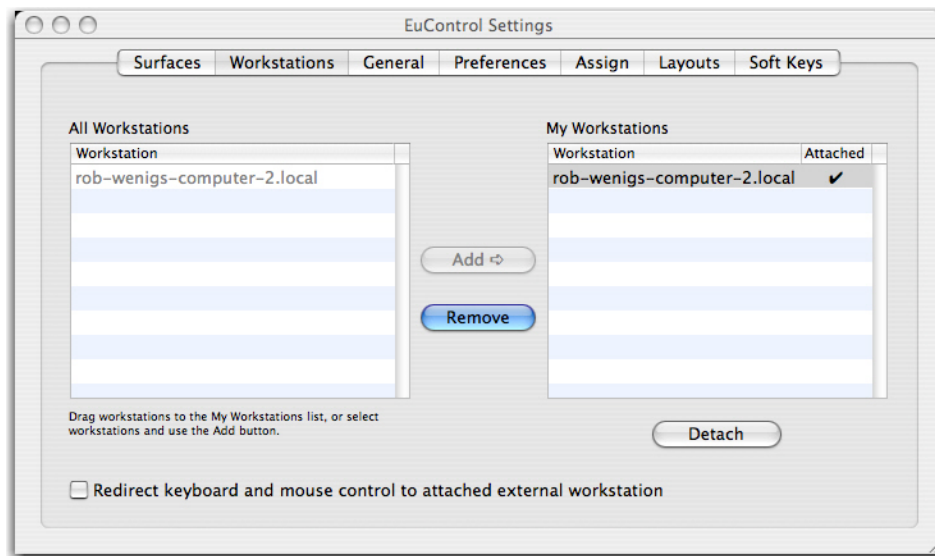 EuControl Settings
Surfaces Workstations General Preferences Assign Layouts Soft Keys
All Workstations
Workstation
rob-wenigs-computer-2.local
Add ⇨
Remove
My Workstations
Workstation Attached
rob-wenigs-computer-2.local ✔
Drag workstations to the My Workstations list, or select
workstations and use the Add button.
Detach
Redirect keyboard and mouse control to attached external workstation